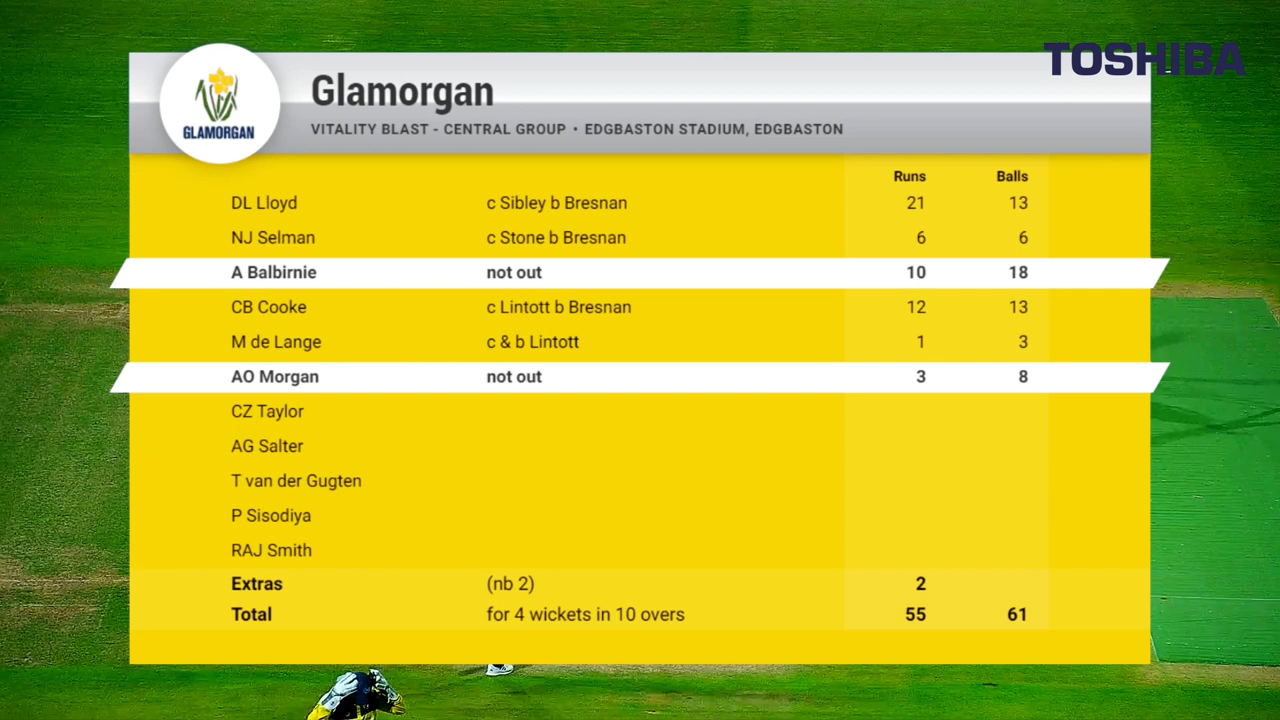 TOSHIBA
GLAMORGAN
Glamorgan
VITALITY BLAST - CENTRAL GROUP • EDGBASTON STADIUM, EDGBASTON
Runs Balls
DL Lloyd c Sibley b Bresnan 21 13
NJ Selman c Stone b Bresnan 6 6
A Balbirnie not out 10 18
CB Cooke c Lintott b Bresnan 12 13
M de Lange c & b Lintott 1 3
AO Morgan not out 3 8
CZ Taylor
AG Salter
T van der Gugten
P Sisodiya
RAJ Smith
Extras (nb 2) 2
Total for 4 wickets in 10 overs 55 61